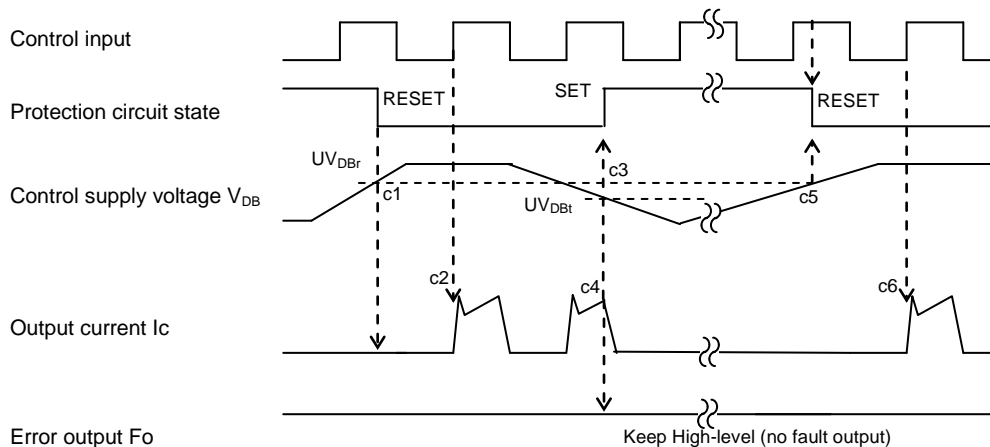 Control input
Protection circuit state
RESET
SET
RESET
Control supply voltage VDB
UVDBr
c1
c3
UVDBt
c5
Output current Ic
c2
c4
c6
Error output Fo
Keep High-level (no fault output)